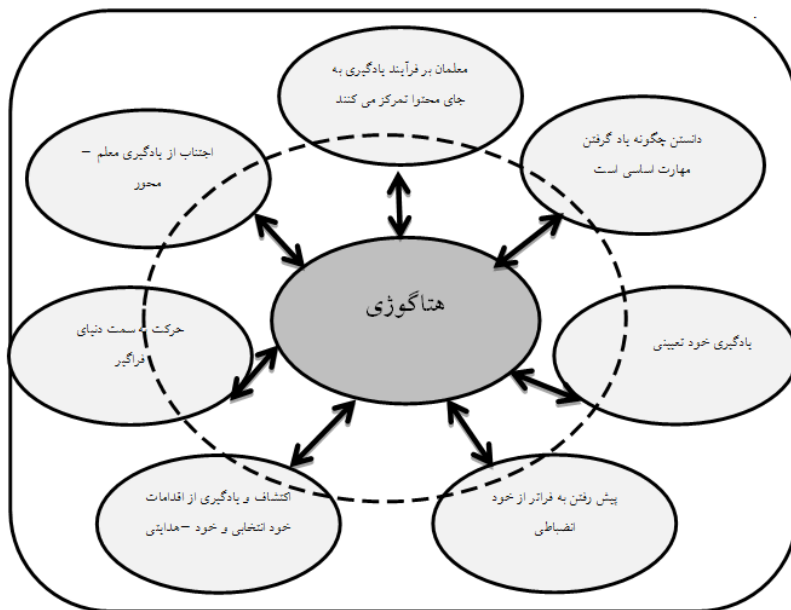 معلمان بر فرآیند یادگیری به
جای محتوا تمرکز می کنند
دانستن چگونه یاد گرفتن
مهارت اساسی است
اجتناب از یادگیری معلم –
محور
هتاگوژی
یادگیری خود تعیینی
حرکت به سمت دنیای
فراگیر
پیش رفتن به فراتر از خود
انضباطی
اکتشاف و یادگیری از اقدامات
خود انتخابی و خود –هدایتی